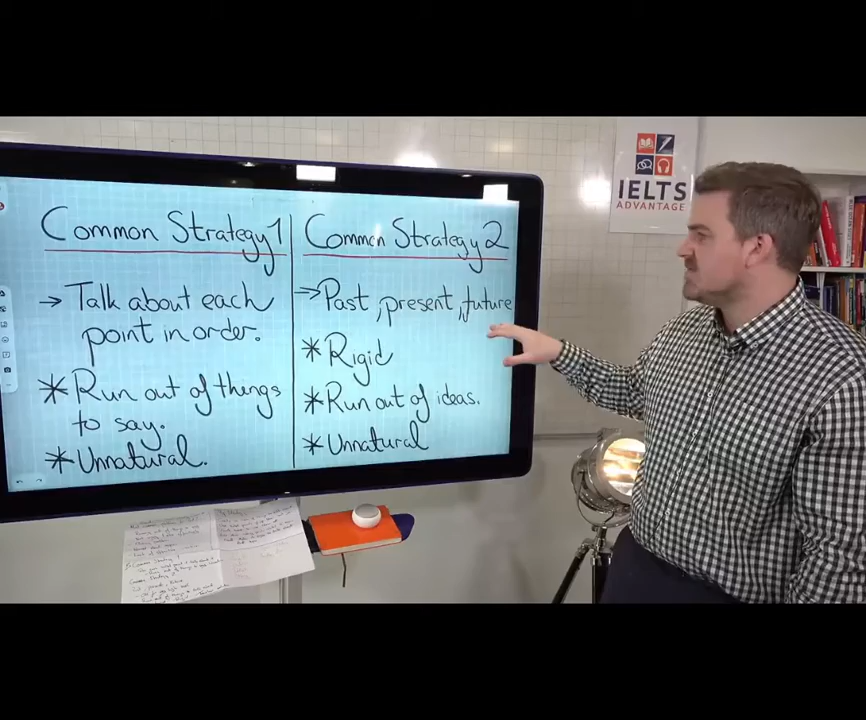 Common Strategy 1
→ Talk about each
point in order.
* Run out of things
to say.
* Unnatural.
Common Strategy 2
→ Past, present, future
* Rigid
* Run out of ideas.
* Unnatural
IELTS
ADVANTAGE